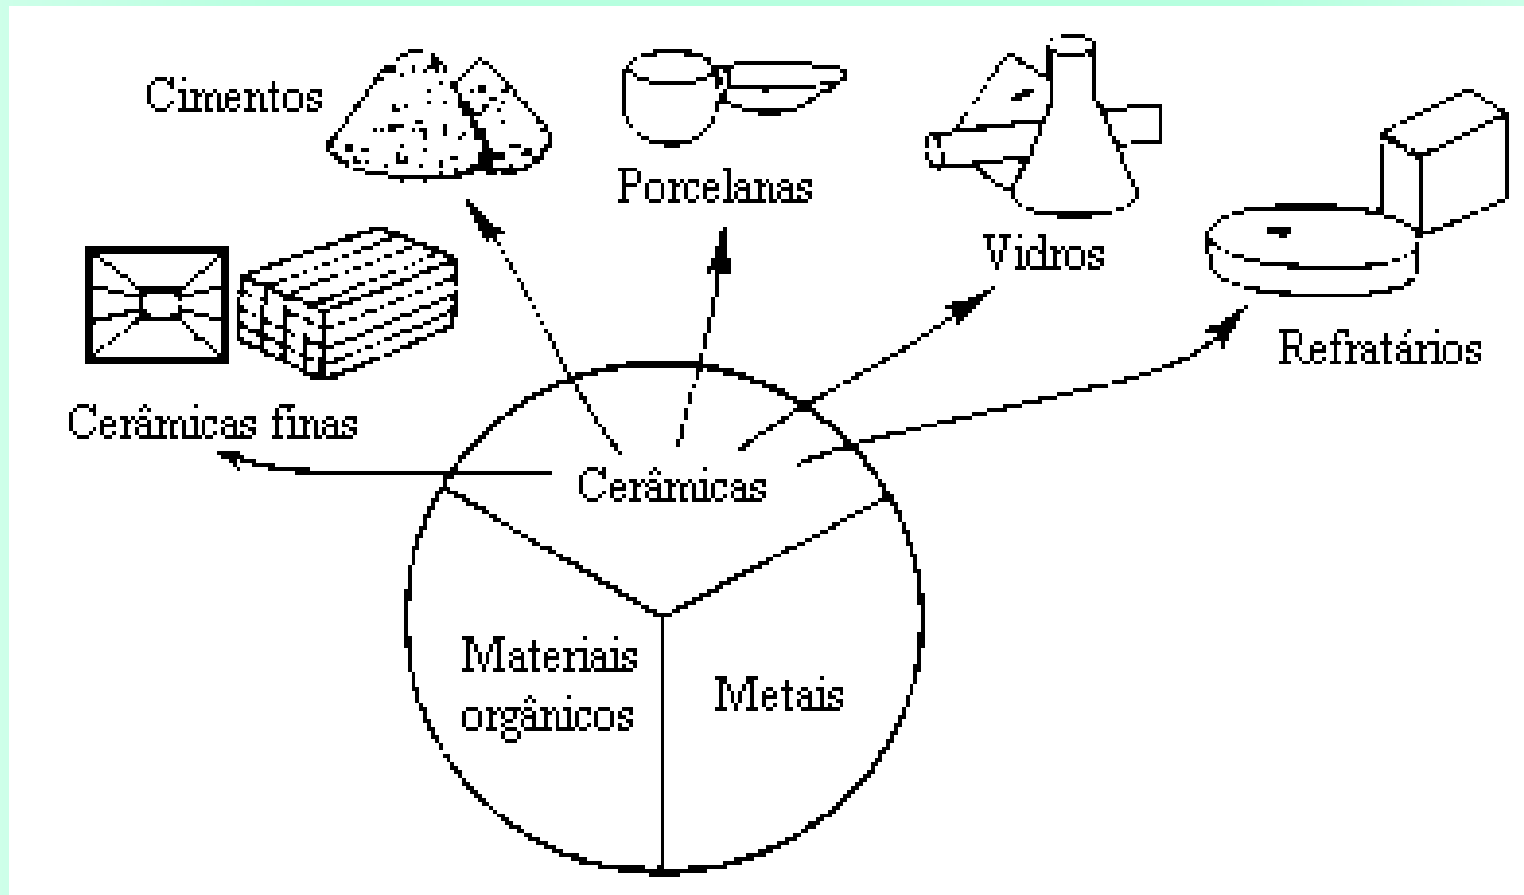 Cimentos
Porcelanas
Vidros
Refratários
Cerâmicas finas
Cerâmicas
Materiais
orgânicos
Metais